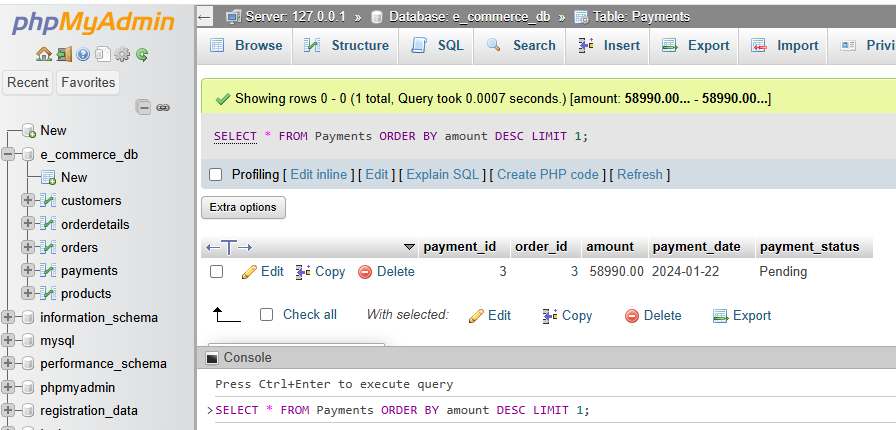 phpMyAdmin
Recent Favorites
New
e_commerce_db
New
customers
orderdetails
orders
payments
products
information_schema
mysql
performance_schema
phpmyadmin
registration_data
Server: 127.0.0.1 » Database: e_commerce_db » Table: Payments
Browse Structure SQL Search Insert Export Import Privi
Showing rows 0 - 0 (1 total, Query took 0.0007 seconds.) [amount: 58990.00... - 58990.00...]
SELECT * FROM Payments ORDER BY amount DESC LIMIT 1;
Profiling [ Edit inline ] [ Edit ] [ Explain SQL ] [ Create PHP code ] [ Refresh ]
Extra options
←T→ payment_id order_id amount payment_date payment_status
Edit Copy Delete 3 3 58990.00 2024-01-22 Pending
Check all With selected: Edit Copy Delete Export
Console
Press Ctrl+Enter to execute query
>SELECT * FROM Payments ORDER BY amount DESC LIMIT 1;